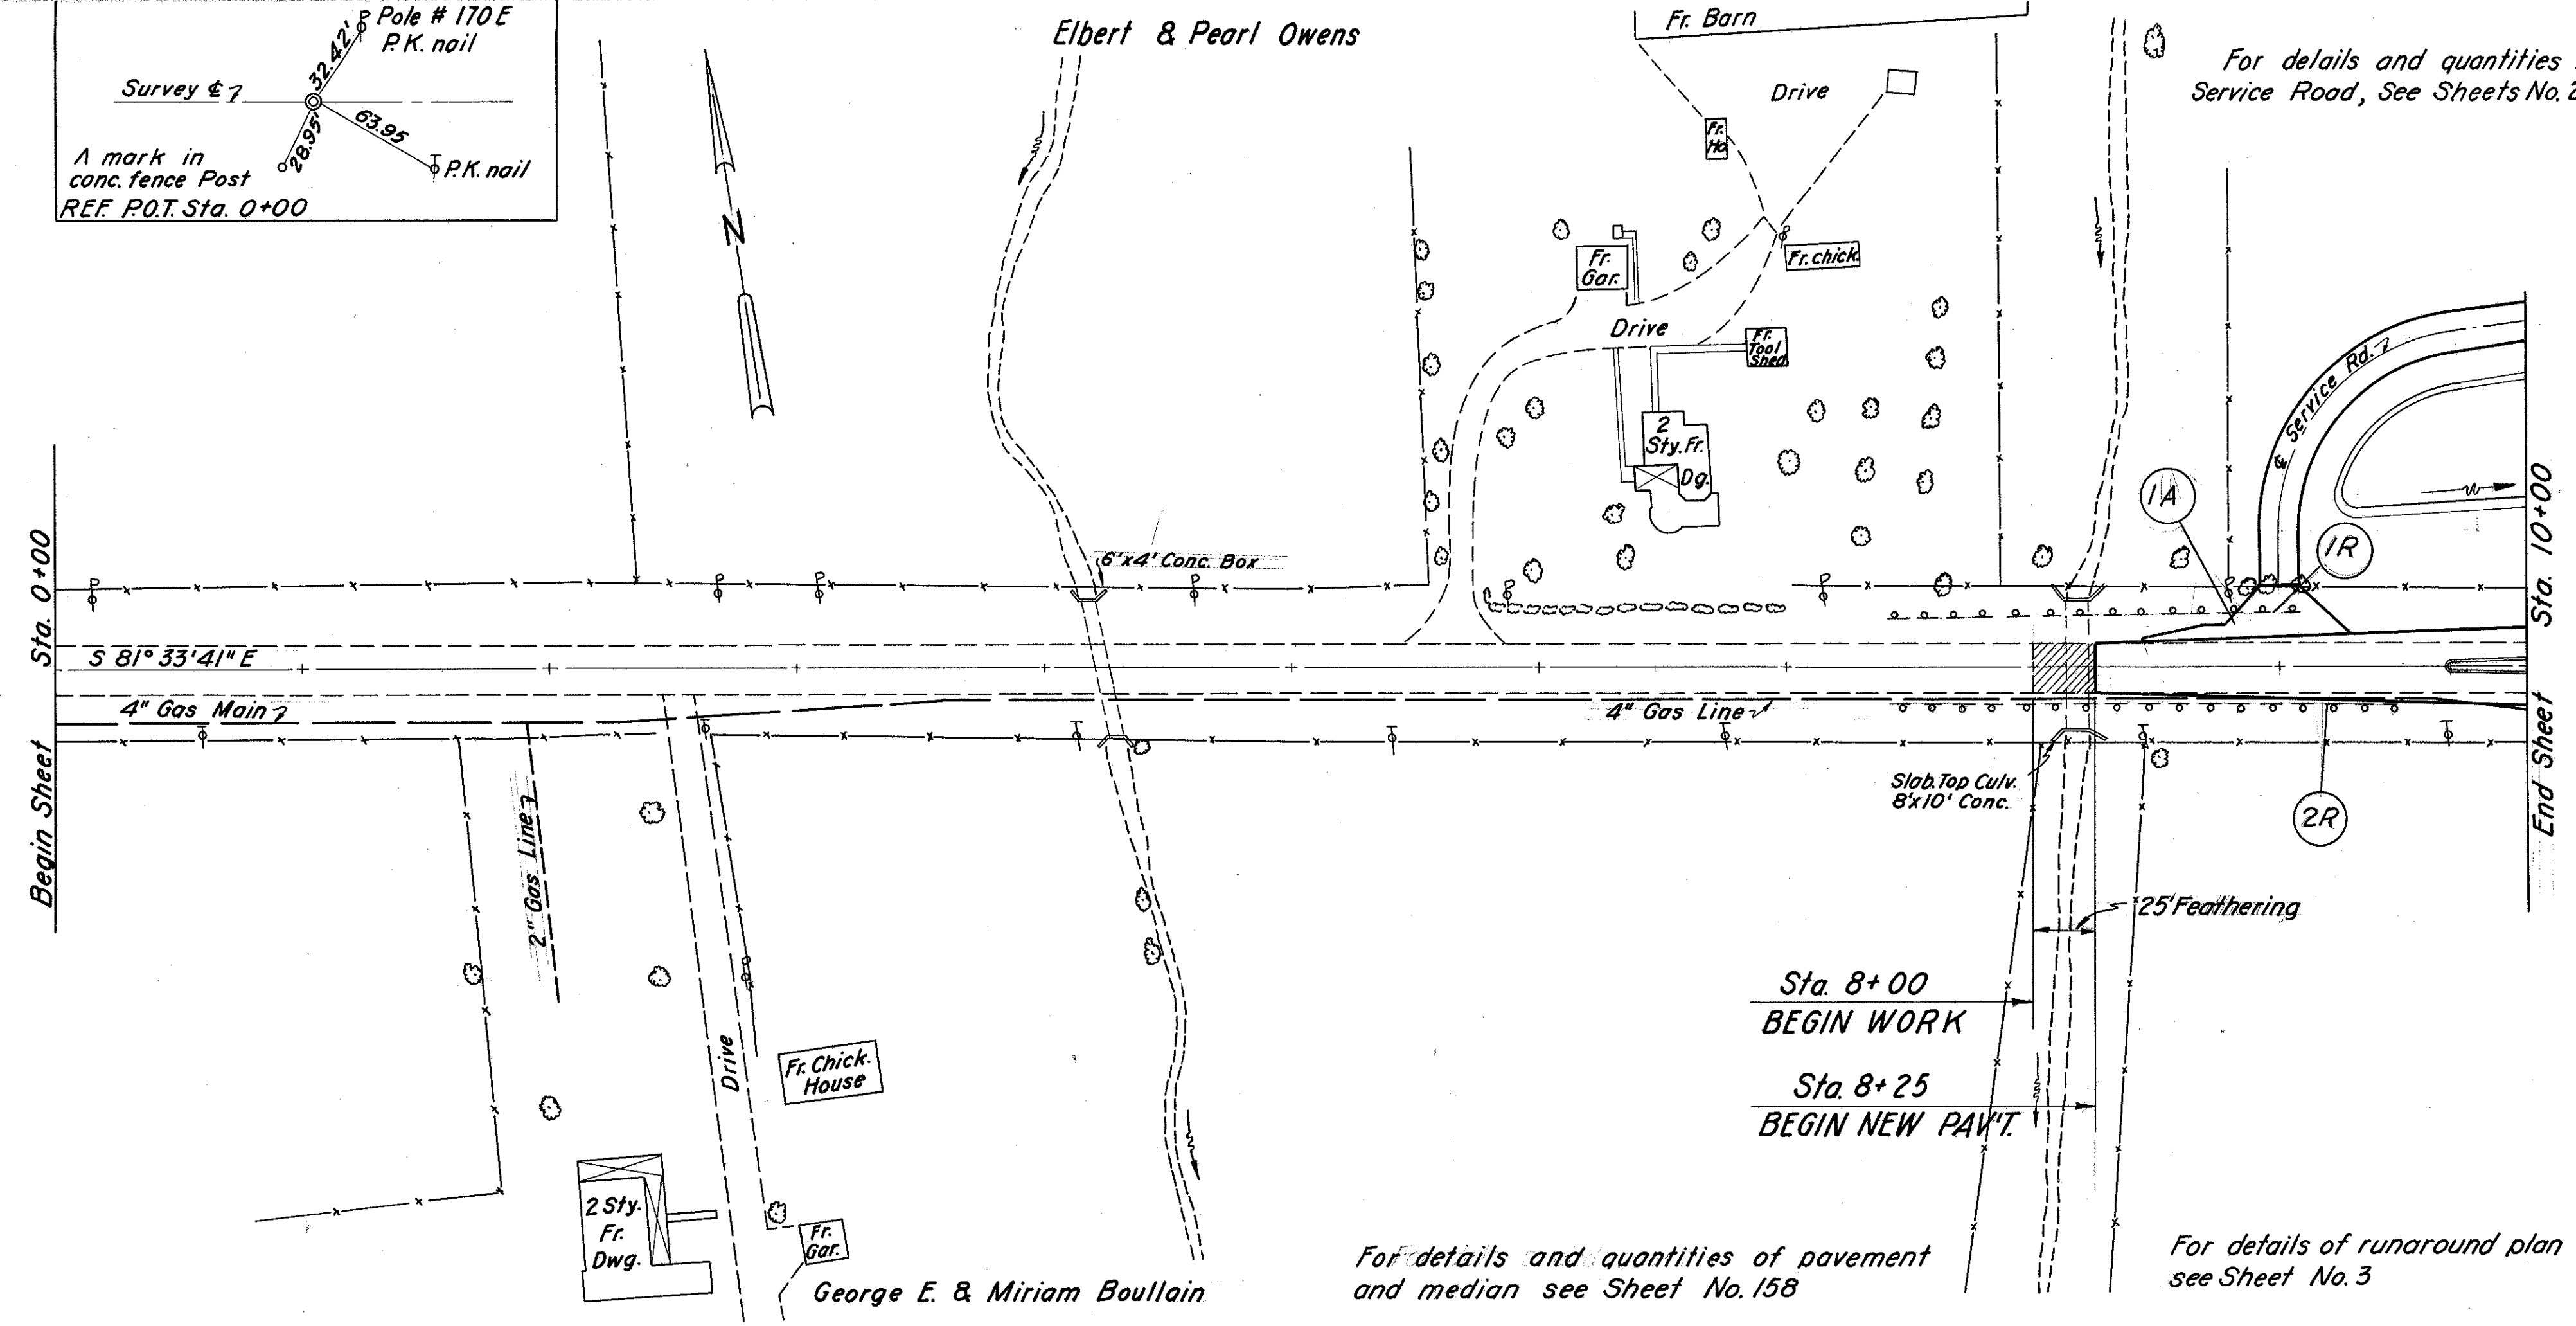 Pole # 170 E
P.K. nail
32.42'
Survey ℄
63.95
28.95'
Λ mark in
conc. fence Post
P.K. nail
REF. P.O.T. Sta. 0+00
Elbert & Pearl Owens
N
Fr. Barn
Drive
Fr.
Ho.
Fr. chick.
Fr.
Gar.
Drive
Fr.
Tool
Shed
2
Sty. Fr.
Dg.
For details and quantities
Service Road, See Sheets No. 2
℄ Service Rd.
1A
1R
6'x4' Conc. Box
Begin Sheet Sta. 0+00
S 81° 33' 41" E
4" Gas Main
4" Gas Line
End Sheet Sta. 10+00
2" Gas Line
Slab Top Culv.
8'x10' Conc.
2R
25' Feathering
Sta. 8+00
BEGIN WORK
Sta. 8+25
BEGIN NEW PAV'T.
Drive
Fr. Chick.
House
2 Sty.
Fr.
Dwg.
Fr.
Gar.
George E. & Miriam Boullain
For details and quantities of pavement
and median see Sheet No. 158
For details of runaround plan
see Sheet No. 3